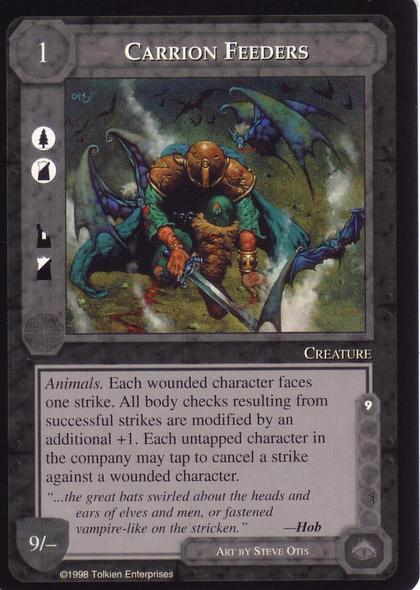 1
CARRION FEEDERS
OTIS
CREATURE
Animals. Each wounded character faces
one strike. All body checks resulting from
successful strikes are modified by an
additional +1. Each untapped character in
the company may tap to cancel a strike
against a wounded character.
9
“...the great bats swirled about the heads and
ears of elves and men, or fastened
vampire-like on the stricken.” —Hob
9/–
ART BY STEVE OTIS
©1998 Tolkien Enterprises